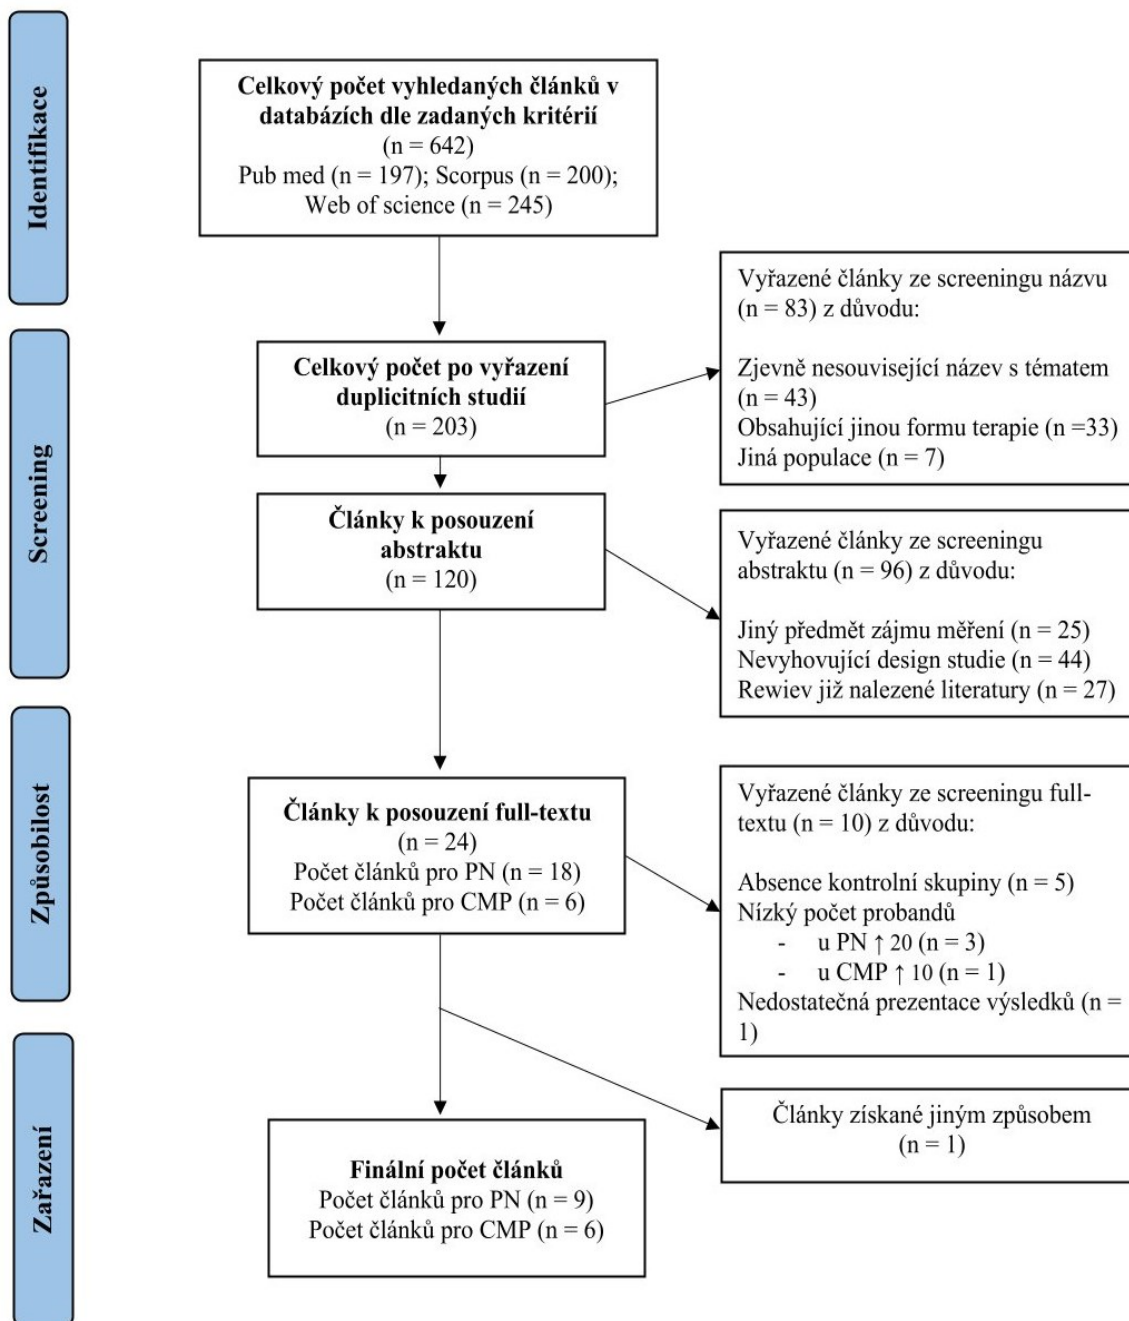 Identifikace
Celkový počet vyhledaných článků v
databázích dle zadaných kritérií
(n = 642)
Pub med (n = 197); Scorpus (n = 200);
Web of science (n = 245)
Screening
Celkový počet po vyřazení
duplicitních studií
(n = 203)
Vyřazené články ze screeningu názvu
(n = 83) z důvodu:
Zjevně nesouvisející název s tématem
(n = 43)
Obsahující jinou formu terapie (n =33)
Jiná populace (n = 7)
Články k posouzení
abstraktu
(n = 120)
Vyřazené články ze screeningu
abstraktu (n = 96) z důvodu:
Jiný předmět zájmu měření (n = 25)
Nevyhovující design studie (n = 44)
Rewiev již nalezené literatury (n = 27)
Způsobilost
Články k posouzení full-textu
(n = 24)
Počet článků pro PN (n = 18)
Počet článků pro CMP (n = 6)
Vyřazené články ze screeningu full-
textu (n = 10) z důvodu:
Absence kontrolní skupiny (n = 5)
Nízký počet probandů
- u PN ↑ 20 (n = 3)
- u CMP ↑ 10 (n = 1)
Nedostatečná prezentace výsledků (n =
1)
Zařazení
Články získané jiným způsobem
(n = 1)
Finální počet článků
Počet článků pro PN (n = 9)
Počet článků pro CMP (n = 6)